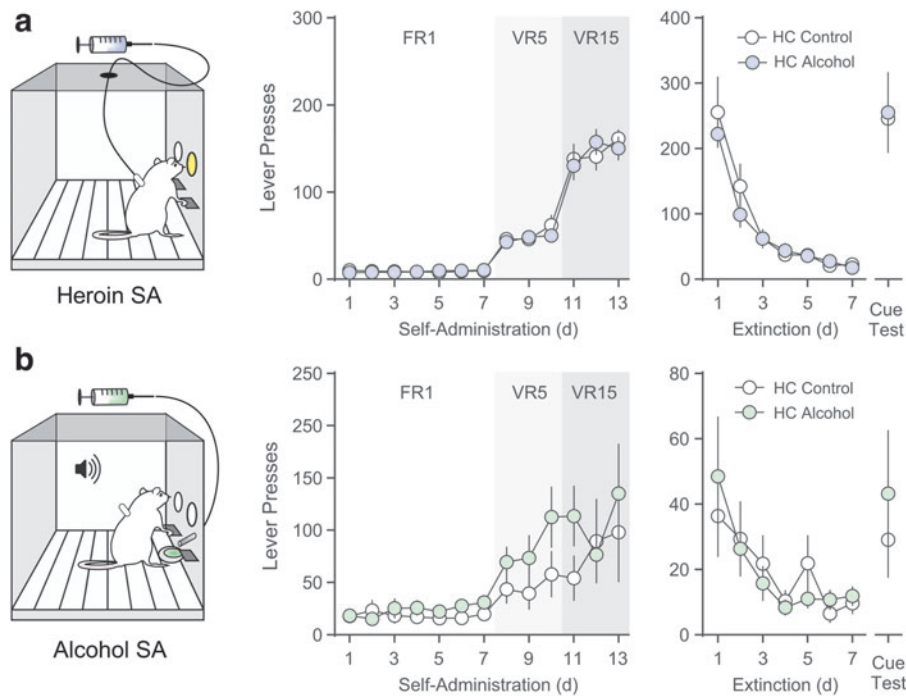 a
Heroin SA
Lever Presses
300
200
100
0
FR1
VR5
VR15
1 3 5 7 9 11 13
Self-Administration (d)
400
300
200
100
0
HC Control
HC Alcohol
1 3 5 7
Extinction (d)
Cue
Test
b
Alcohol SA
Lever Presses
250
250
125
100
50
0
FR1
VR5
VR15
1 3 5 7 9 11 13
Self-Administration (d)
80
60
40
20
0
HC Control
HC Alcohol
1 3 5 7
Extinction (d)
Cue
Test